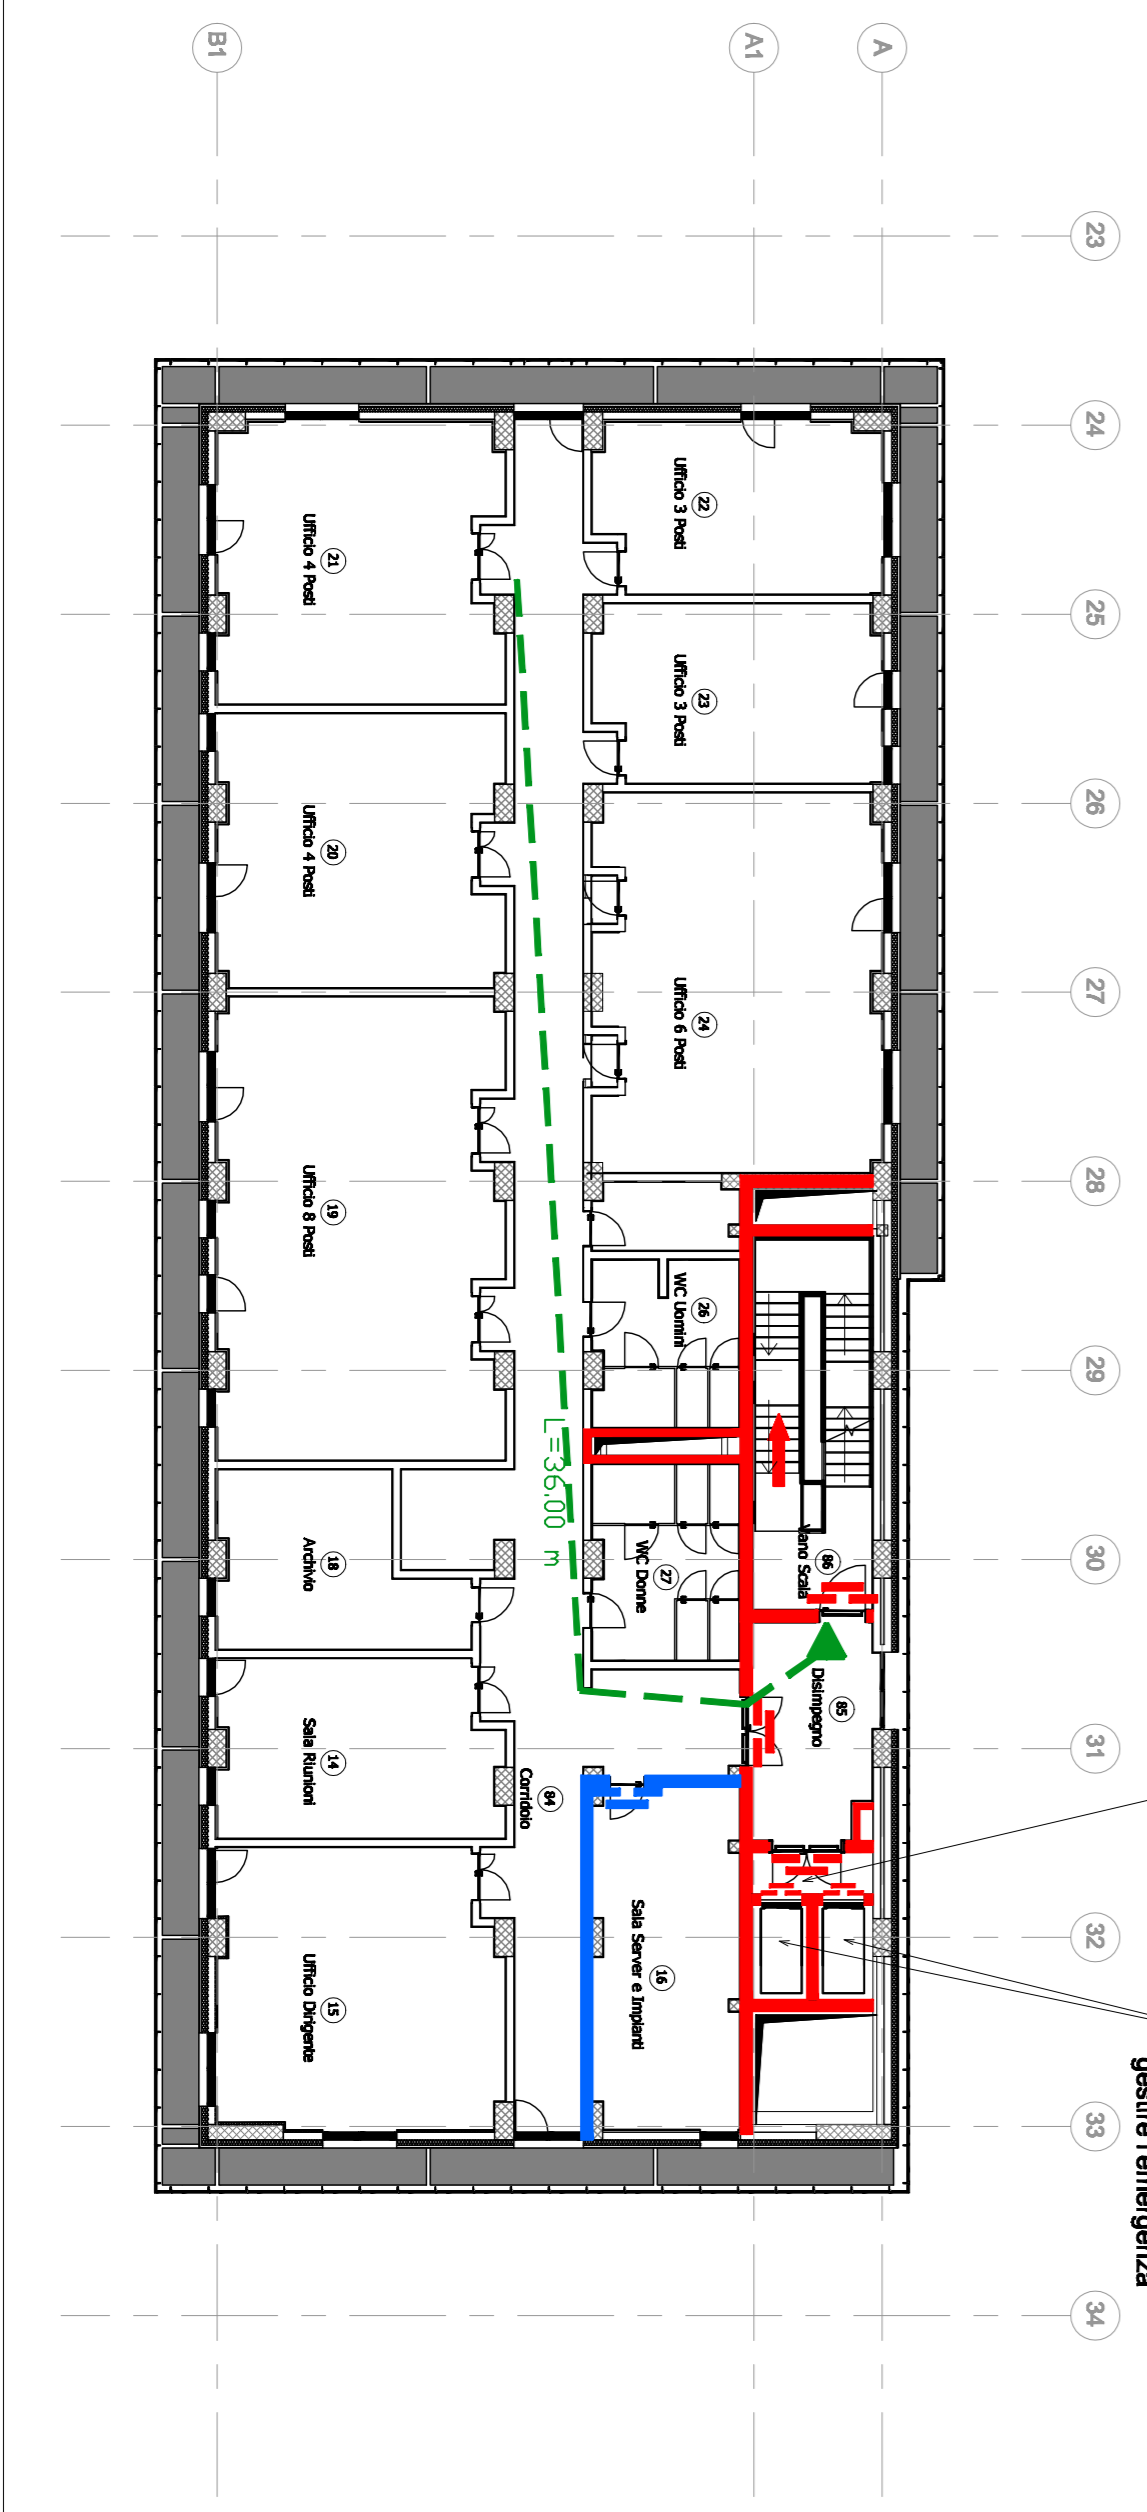 23
24
25
26
27
28
29
30
31
32
33
34
A
A1
B1
22
Ufficio 3 Posti
23
Ufficio 3 Posti
24
Ufficio 6 Posti
26
WC Uomini
27
WC Donne
86
Vano Scala
85
Disimpegno
16
Sala Server e Impianti
84
Corridoio
L=36.00 m
21
Ufficio 4 Posti
20
Ufficio 4 Posti
19
Ufficio 8 Posti
18
Archivio
14
Sala Riunioni
15
Ufficio Dirigente
gestire l'emergenza